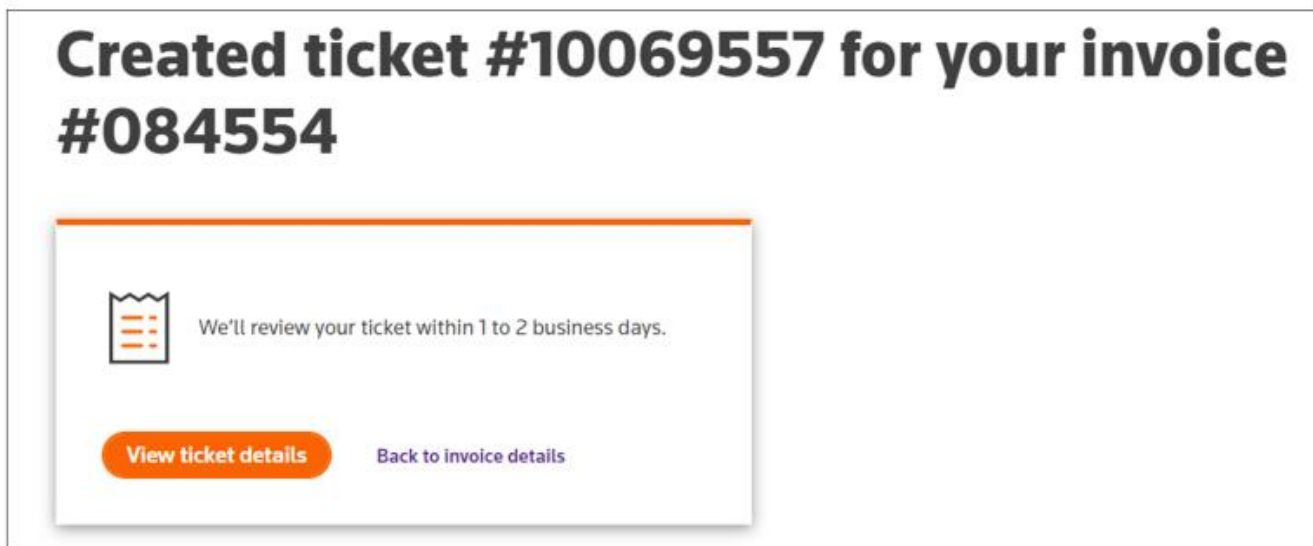 Created ticket #10069557 for your invoice
#084554
We'll review your ticket within 1 to 2 business days.
View ticket details
Back to invoice details